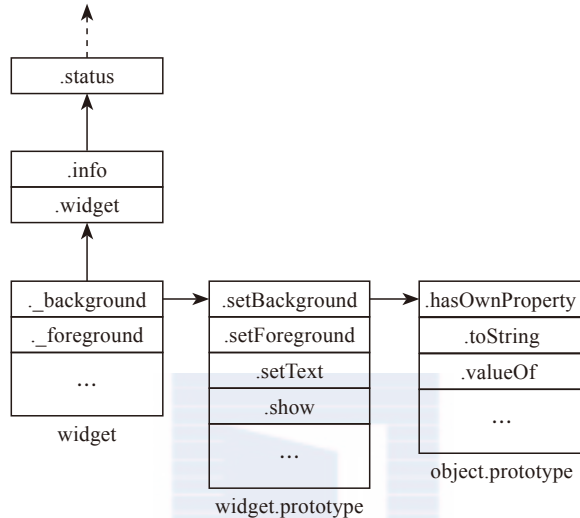 .status
.info
.widget
._background
._foreground
...
widget
.setBackground
.setForeground
.setText
.show
...
widget.prototype
.hasOwnProperty
.toString
.valueOf
...
object.prototype